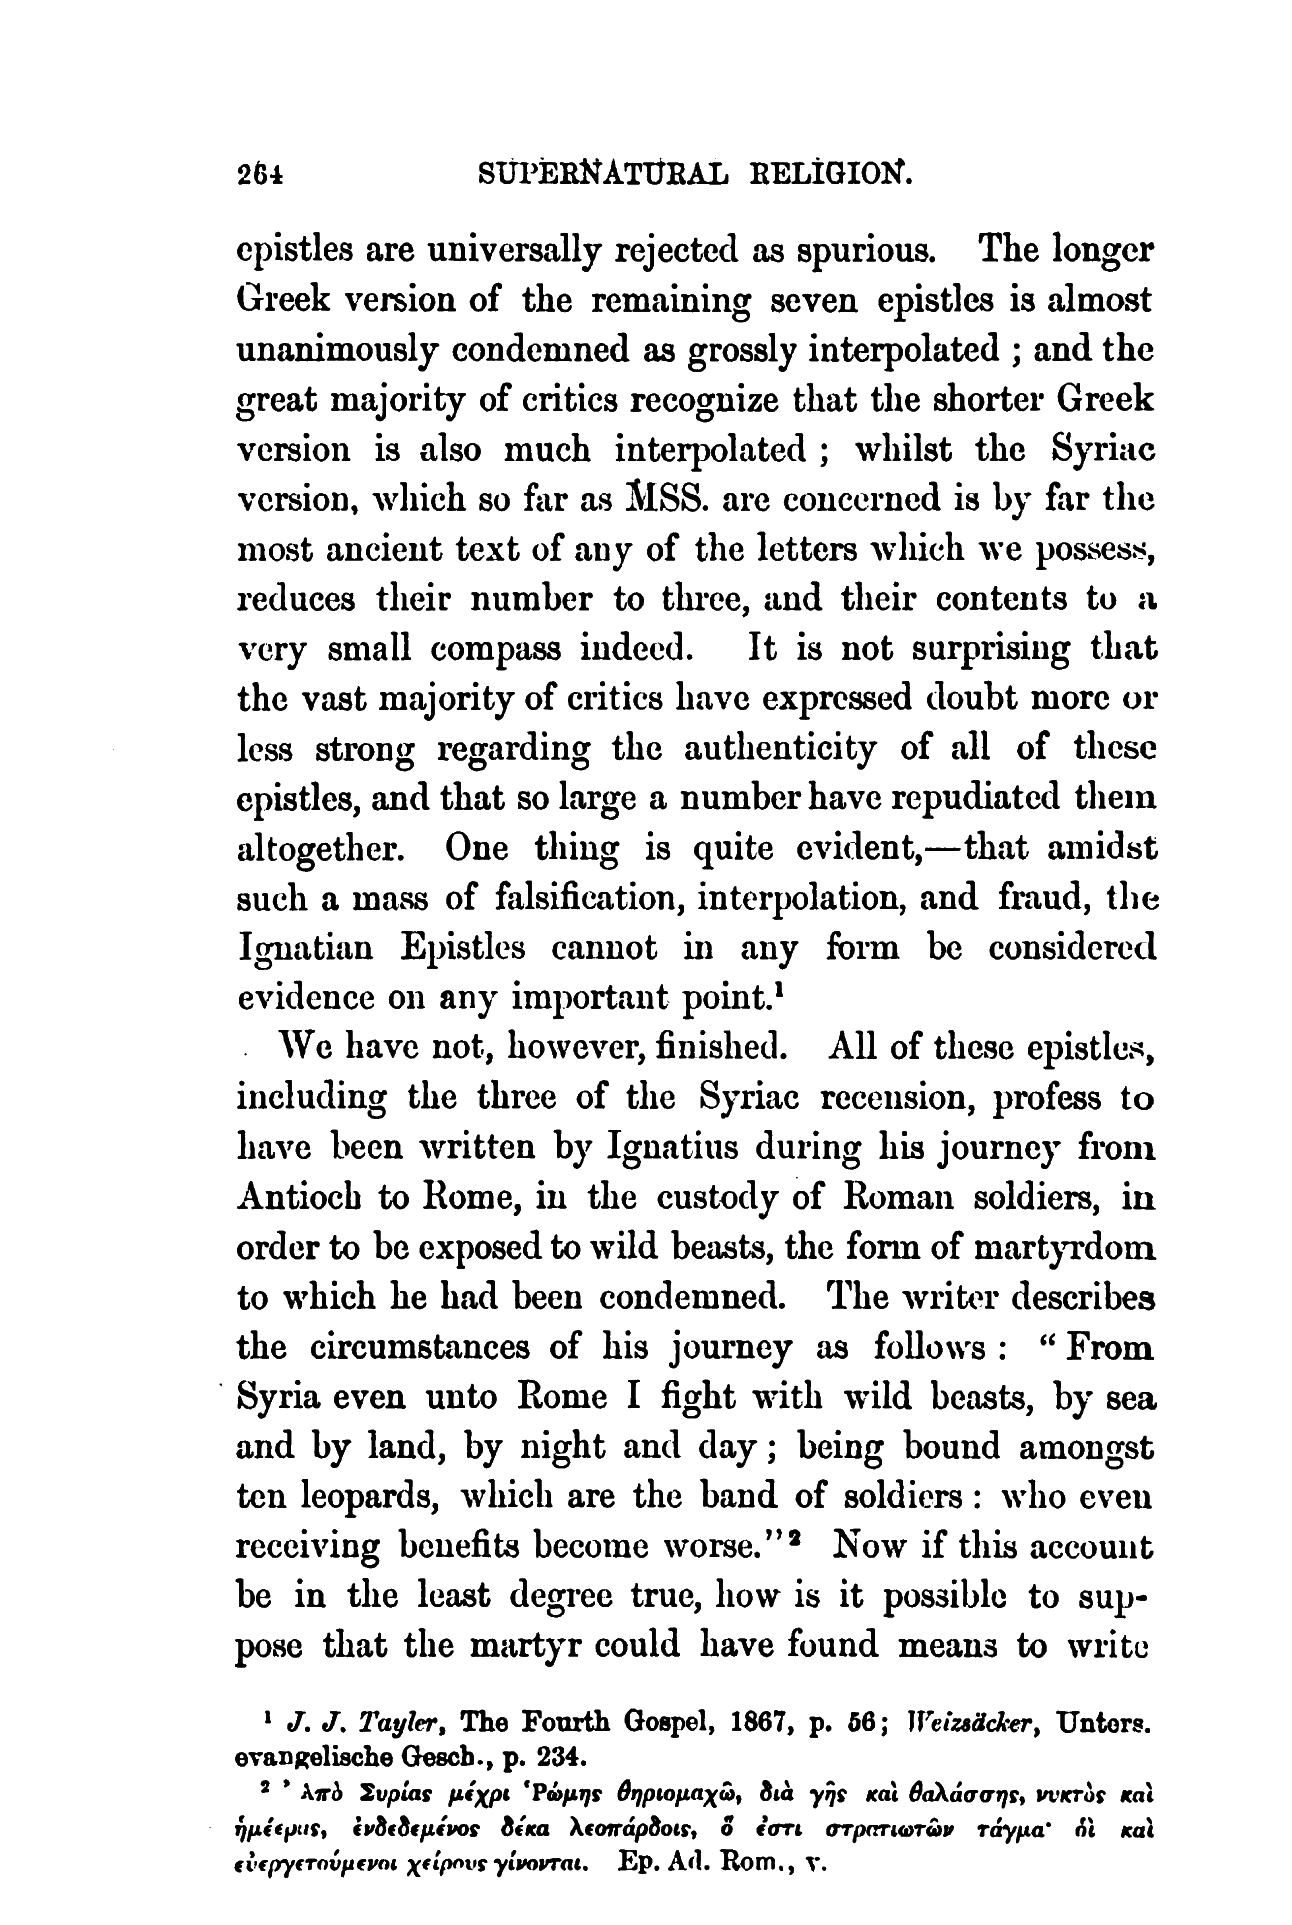 264 SUPERNATURAL RELIGION.
epistles are universally rejected as spurious. The longer
Greek version of the remaining seven epistles is almost
unanimously condemned as grossly interpolated ; and the
great majority of critics recognize that the shorter Greek
version is also much interpolated ; whilst the Syriac
version, which so far as MSS. are concerned is by far the
most ancient text of any of the letters which we possess,
reduces their number to three, and their contents to a
very small compass indeed. It is not surprising that
the vast majority of critics have expressed doubt more or
less strong regarding the authenticity of all of these
epistles, and that so large a number have repudiated them
altogether. One thing is quite evident,—that amidst
such a mass of falsification, interpolation, and fraud, the
Ignatian Epistles cannot in any form be considered
evidence on any important point.¹
We have not, however, finished. All of these epistles,
including the three of the Syriac recension, profess to
have been written by Ignatius during his journey from
Antioch to Rome, in the custody of Roman soldiers, in
order to be exposed to wild beasts, the form of martyrdom
to which he had been condemned. The writer describes
the circumstances of his journey as follows : “ From
Syria even unto Rome I fight with wild beasts, by sea
and by land, by night and day ; being bound amongst
ten leopards, which are the band of soldiers : who even
receiving benefits become worse.”² Now if this account
be in the least degree true, how is it possible to sup-
pose that the martyr could have found means to write
¹ J. J. Tayler, The Fourth Gospel, 1867, p. 56; Weizsäcker, Unters.
evangelische Gesch., p. 234.
² ’ Απὸ Συρίας μέχρι Ῥώμης θηριομαχῶ, διὰ γῆς καὶ θαλάσσης, νυκτὸς καὶ
ἡμέερας, ἐνδεδεμένος δέκα λεοπάρδοις, ὅ ἐστι στρατιωτῶν τάγμα· οἳ καὶ
εὐεργετούμενοι χείρους γίνονται. Ep. Ad. Rom., v.